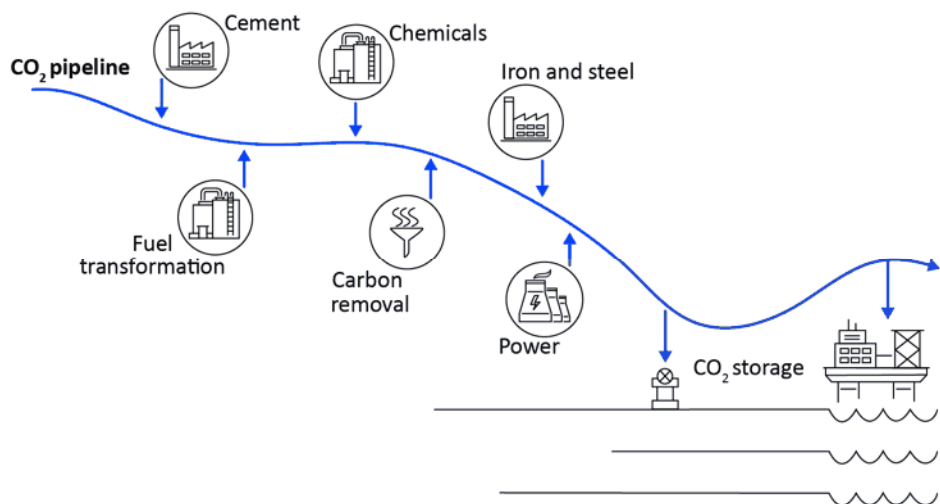 Cement
Chemicals
CO₂ pipeline
Iron and steel
Fuel
transformation
Carbon
removal
Power
CO₂ storage